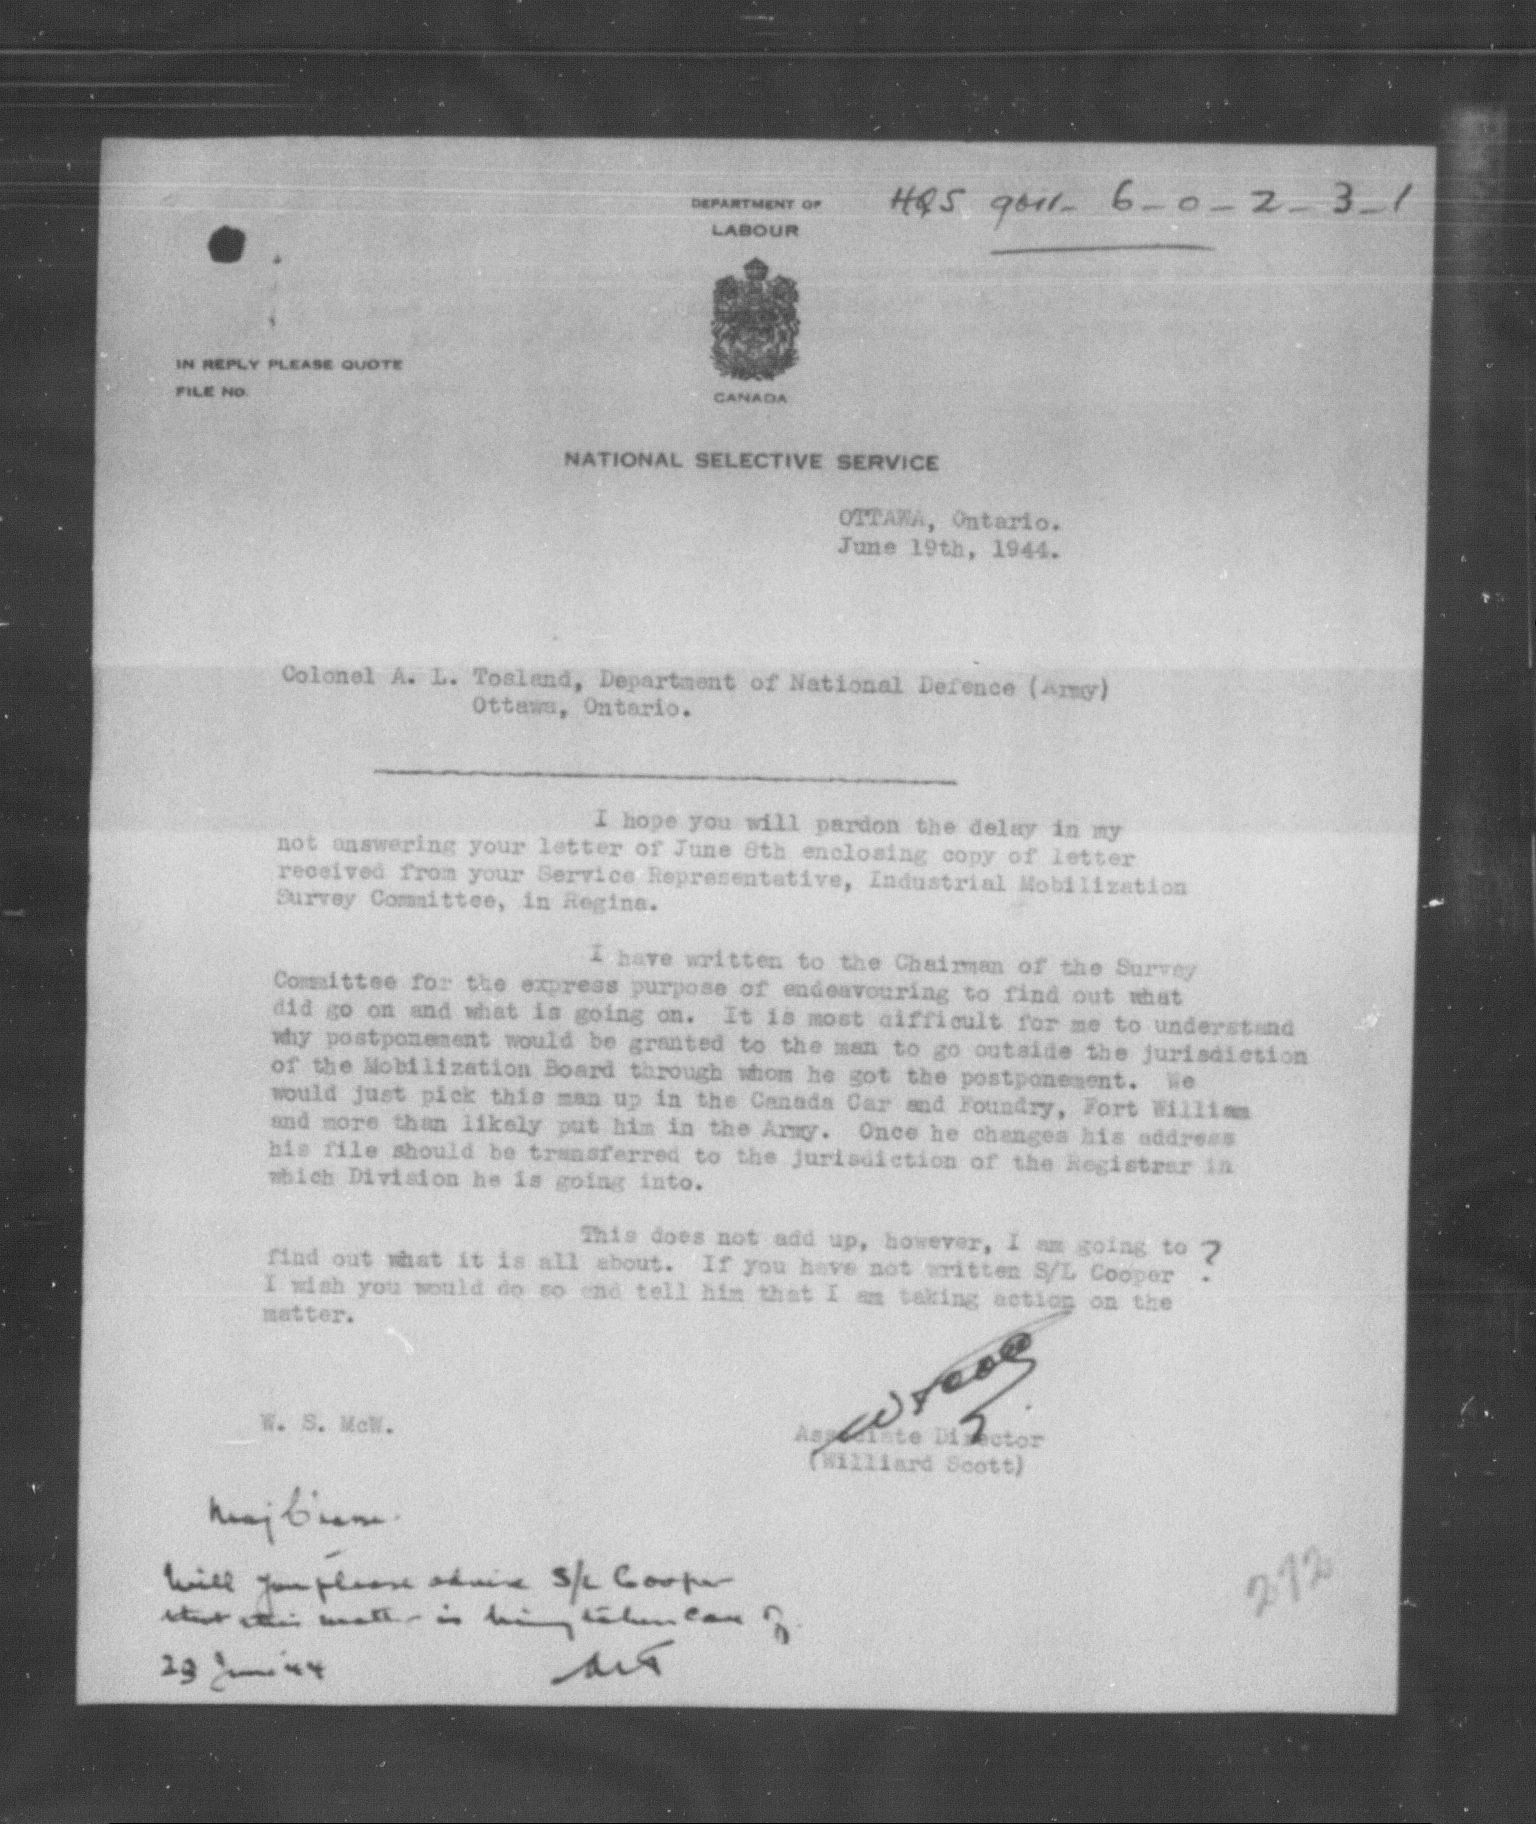 DEPARTMENT OF
LABOUR
HQS 9011- 6-0-2-3-1
IN REPLY PLEASE QUOTE
FILE NO.
CANADA
NATIONAL SELECTIVE SERVICE
OTTAWA, Ontario.
June 19th, 1944.
Colonel A. L. Tosland, Department of National Defence (Army)
Ottawa, Ontario.
I hope you will pardon the delay in my
not answering your letter of June 8th enclosing copy of letter
received from your Service Representative, Industrial Mobilization
Survey Committee, in Regina.
I have written to the Chairman of the Survey
Committee for the express purpose of endeavouring to find out what
did go on and what is going on. It is most difficult for me to understand
why postponement would be granted to the man to go outside the jurisdiction
of the Mobilization Board through whom he got the postponement. We
would just pick this man up in the Canada Car and Foundry, Fort William
and more than likely put him in the Army. Once he changes his address
his file should be transferred to the jurisdiction of the Registrar in
which Division he is going into.
This does not add up, however, I am going to ?
find out what it is all about. If you have not written S/L Cooper
I wish you would do so and tell him that I am taking action on the
matter.
W Scott
W. S. McW.
Associate Director
(Williard Scott)
Maj
Will you please advise S/L Cooper
that this matter is being taken care of.
23 June 44
272